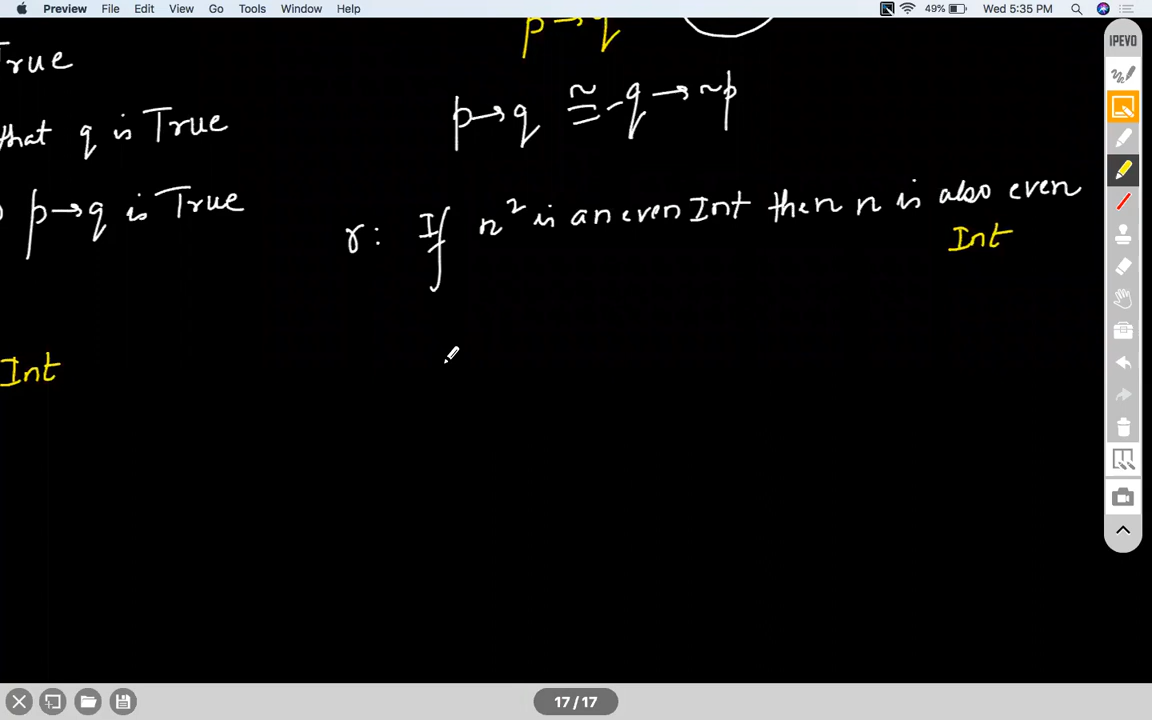 Preview File Edit View Go Tools Window Help 49% Wed 5:35 PM
IPEVO
p→q
True
p→q ≅ ~q→~p
that q is True
p→q is True
r: If n² is an even Int then n is also even
Int
Int
17/17